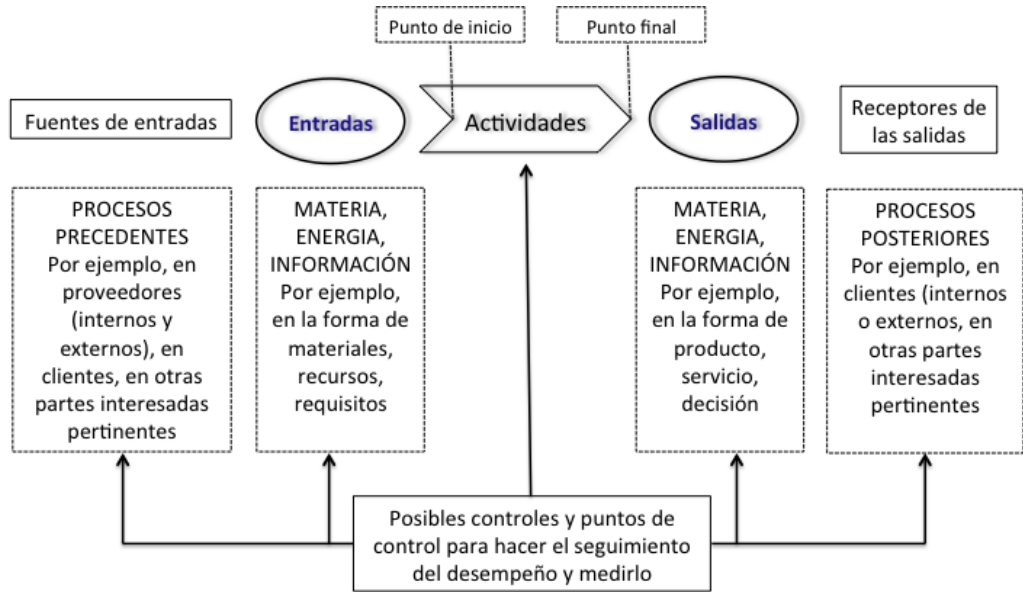 Punto de inicio
Punto final
Fuentes de entradas
Entradas
Actividades
Salidas
Receptores de
las salidas
PROCESOS
PRECEDENTES
Por ejemplo, en
proveedores
(internos y
externos), en
clientes, en otras
partes interesadas
pertinentes
MATERIA,
ENERGIA,
INFORMACIÓN
Por ejemplo,
en la forma de
materiales,
recursos,
requisitos
MATERIA,
ENERGIA,
INFORMACIÓN
Por ejemplo,
en la forma de
producto,
servicio,
decisión
PROCESOS
POSTERIORES
Por ejemplo, en
clientes (internos
o externos, en
otras partes
interesadas
pertinentes
Posibles controles y puntos de
control para hacer el seguimiento
del desempeño y medirlo